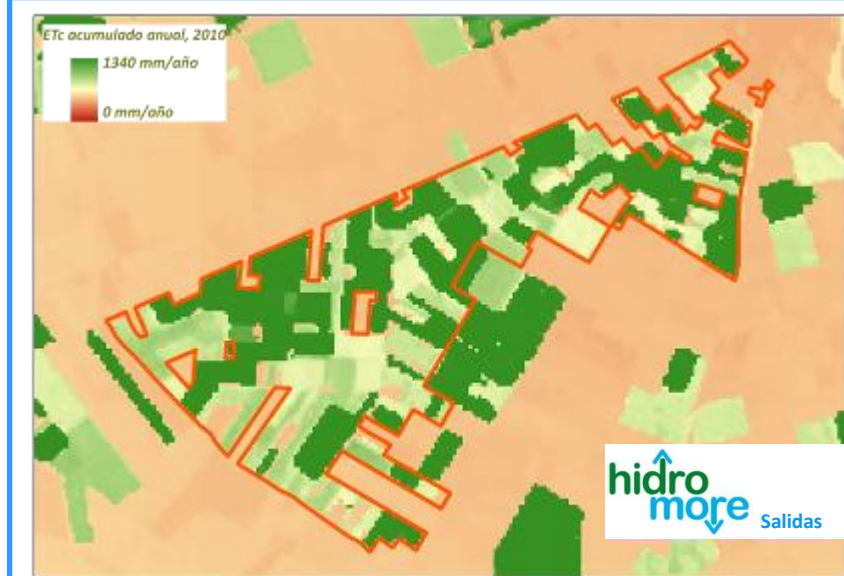 ETc acumulado anual, 2010
1340 mm/año
0 mm/año
hidro
more
Salidas